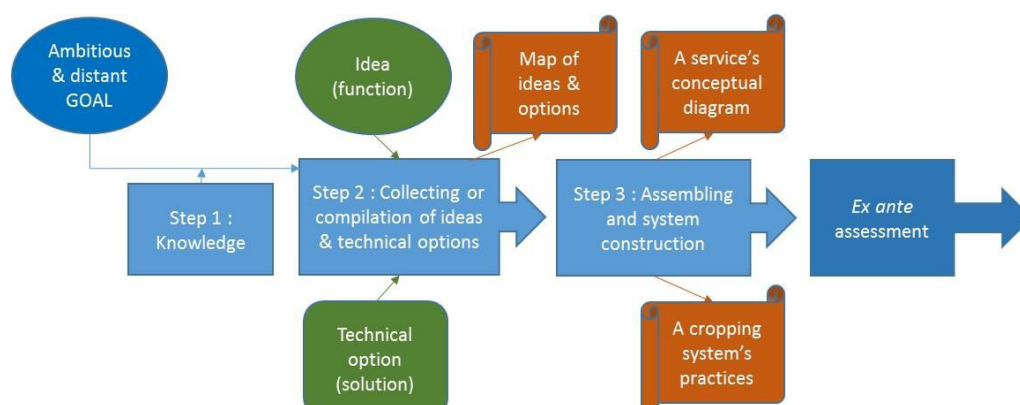 Ambitious
& distant
GOAL
Idea
(function)
Map of
ideas &
options
A service’s
conceptual
diagram
Step 1 :
Knowledge
Step 2 : Collecting or
compilation of ideas
& technical options
Step 3 : Assembling
and system
construction
Ex ante
assessment
Technical
option
(solution)
A cropping
system’s
practices